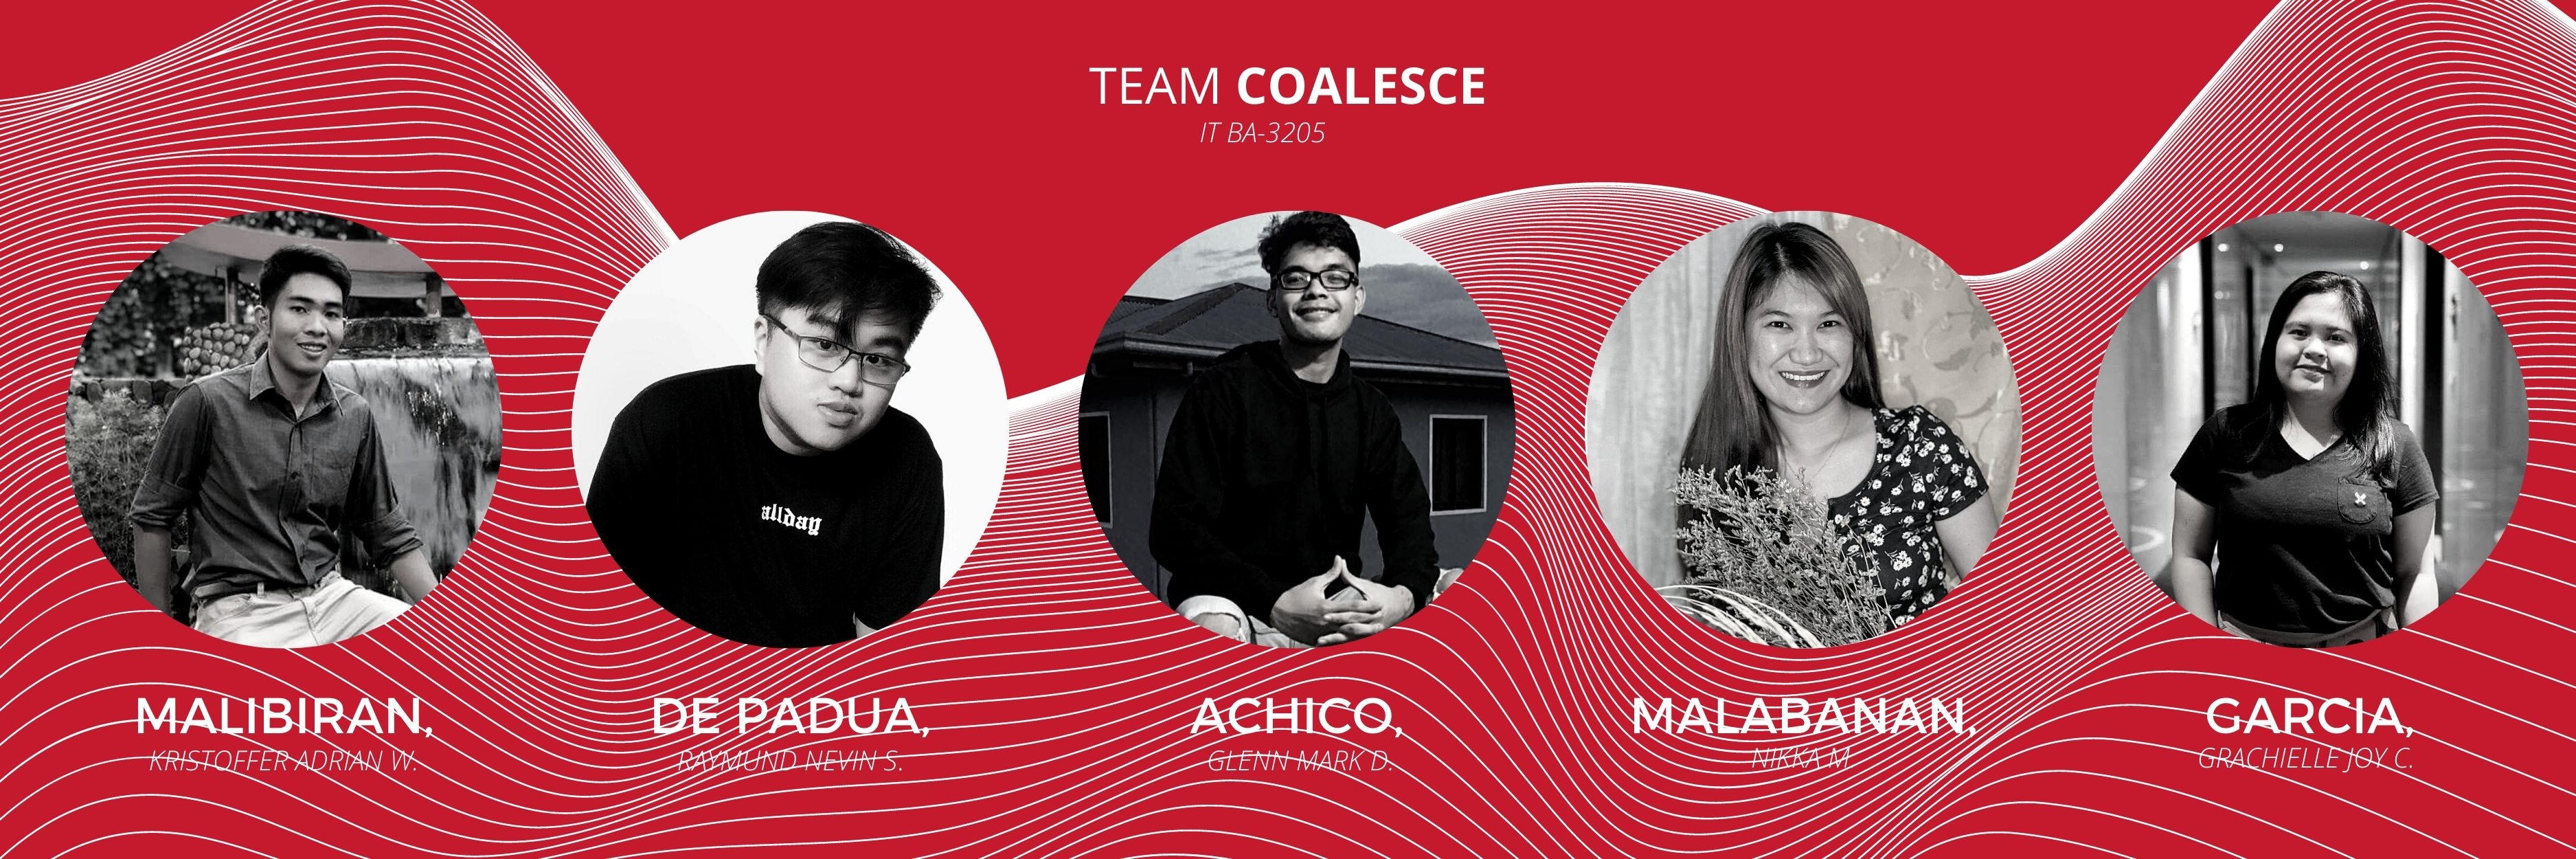 TEAM COALESCE
IT BA-3205
allday
MALIBIRAN,
KRISTOFFER ADRIAN W.
DE PADUA,
RAYMUND NEVIN S.
ACHICO,
GLENN MARK D.
MALABANAN,
NIKKA M
GARCIA,
GRACHIELLE JOY C.